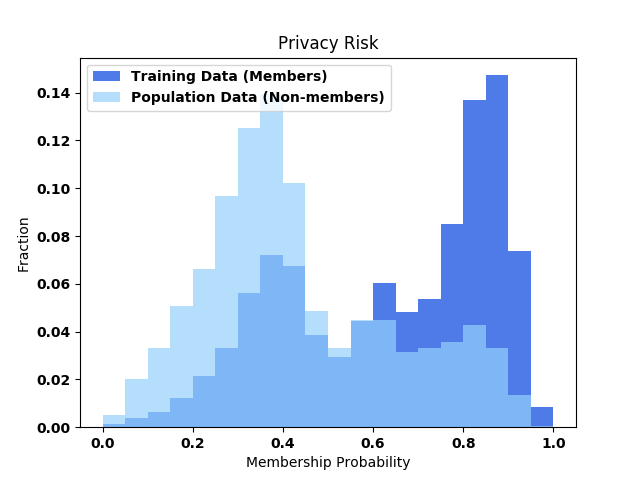 Privacy Risk
Training Data (Members)
Population Data (Non-members)
0.14
0.12
0.10
0.08
0.06
0.04
0.02
0.00
Fraction
0.0 0.2 0.4 0.6 0.8 1.0
Membership Probability